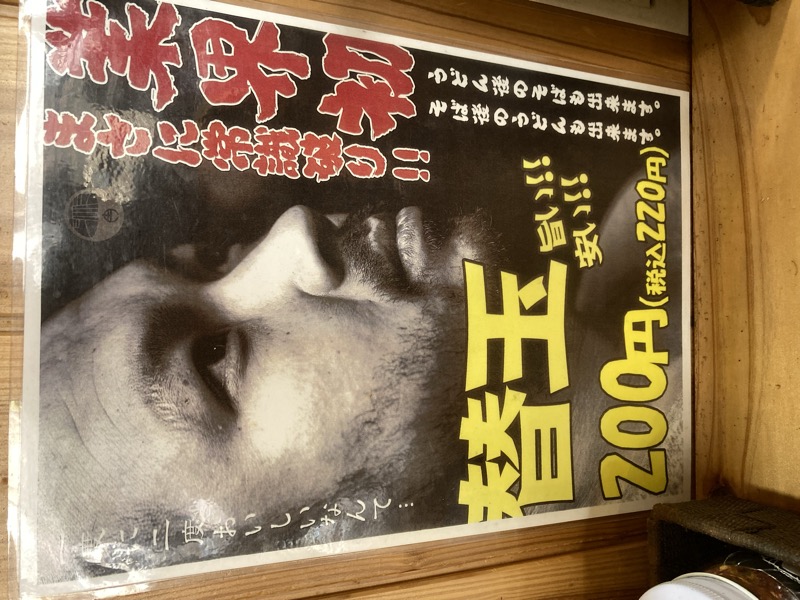 業界初
まさに常識破り!!
うどん後のそばも出来ます。
そば後のうどんも出来ます。
二度おいしいなんて…
替玉
旨い!!
安い!!
200円(税込220円)